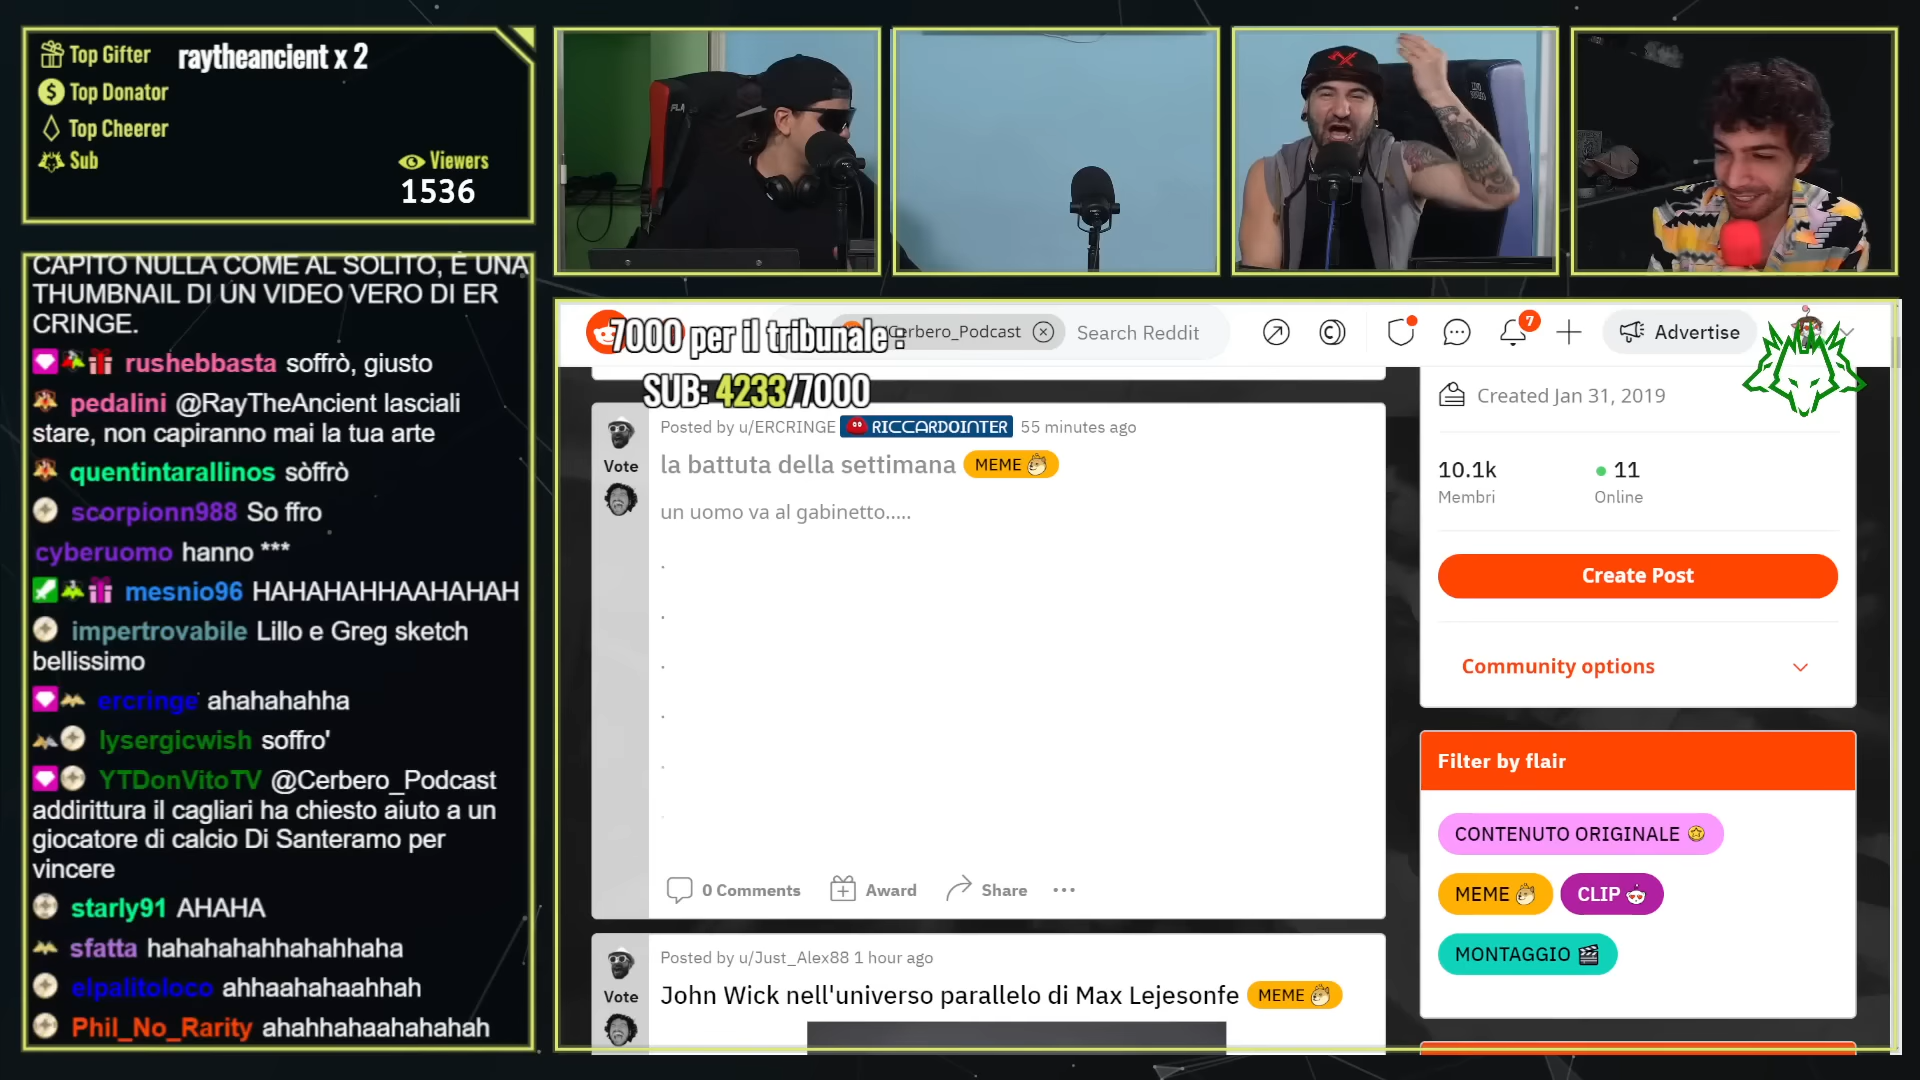 Top Gifter raytheancient x 2
Top Donator
Top Cheerer
Sub
Viewers
1536
CAPITO NULLA COME AL SOLITO, È UNA
THUMBNAIL DI UN VIDEO VERO DI ER
CRINGE.
rushebbasta soffrò, giusto
pedalini @RayTheAncient lasciali
stare, non capiranno mai la tua arte
quentintarallinos sòffrò
scorpionn988 So ffro
cyberuomo hanno ***
mesnio96 HAHAHAHHAAHAHAH
impertrovabile Lillo e Greg sketch
bellissimo
ercringe ahahahahha
lysergicwish soffro'
YTDonVitoTV @Cerbero_Podcast
addirittura il cagliari ha chiesto aiuto a un
giocatore di calcio Di Santeramo per
vincere
starly91 AHAHA
sfatta hahahahahhahahhaha
elpalitoloco ahhaahahaahhah
Phil_No_Rarity ahahhahaahahahah
7000 per il tribunale :
SUB: 4233/7000
Cerbero_Podcast
Search Reddit
7
Advertise
Posted by u/ERCRINGE RICCARDOINTER 55 minutes ago
Vote
la battuta della settimana MEME
un uomo va al gabinetto.....
.
.
.
.
.
.
0 Comments Award Share ...
Posted by u/Just_Alex88 1 hour ago
Vote
John Wick nell'universo parallelo di Max Lejesonfe MEME
Created Jan 31, 2019
10.1k 11
Membri Online
Create Post
Community options
Filter by flair
CONTENUTO ORIGINALE
MEME CLIP
MONTAGGIO